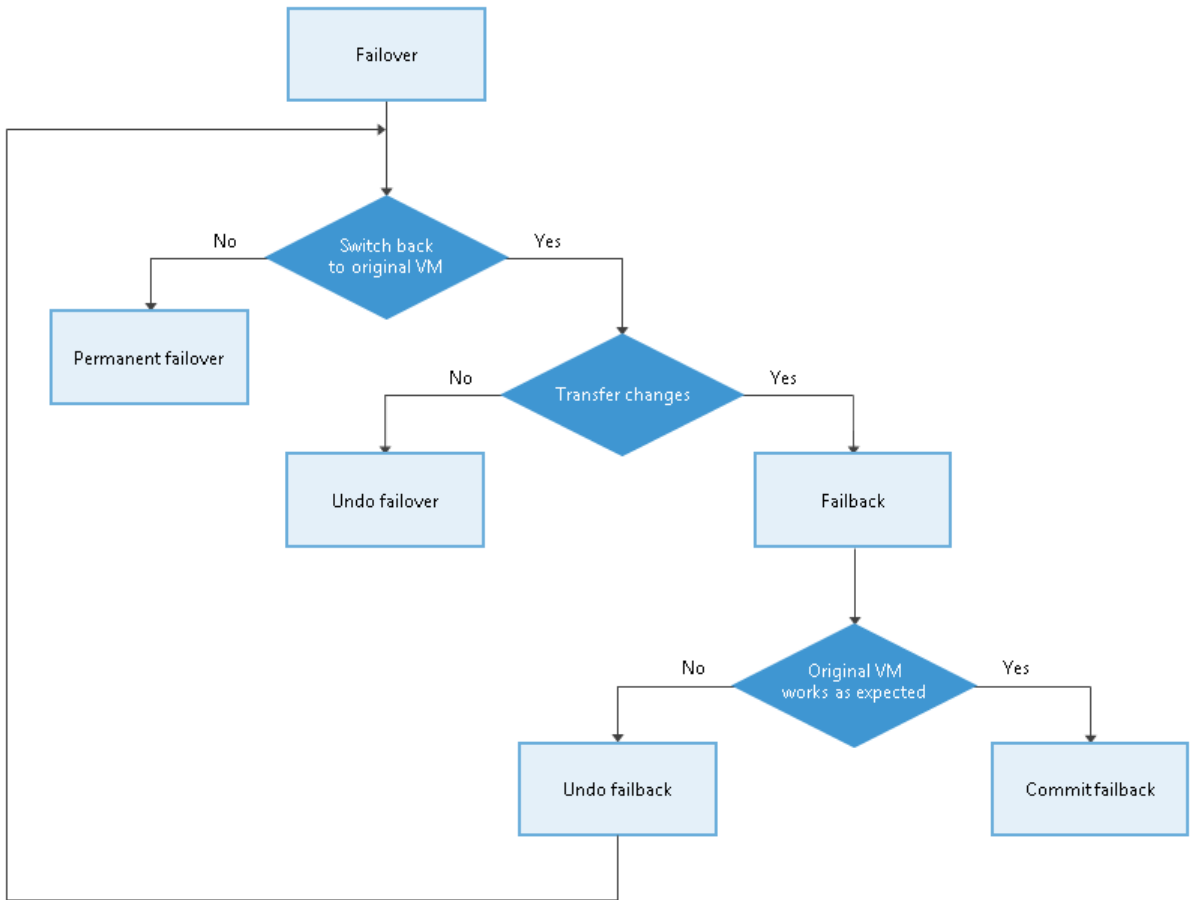 Failover
No
Switch back
to original VM
Yes
Permanent failover
No
Transfer changes
Yes
Undo failover
Failback
No
Original VM
works as expected
Yes
Undo failback
Commit failback